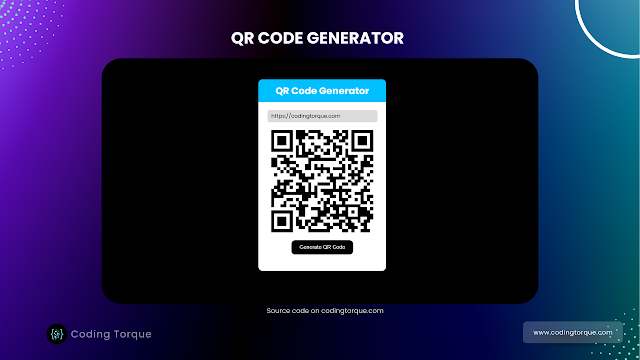 QR CODE GENERATOR
QR Code Generator
https://codingtorque.com
Generate QR Code
Source code on codingtorque.com
Coding Torque
www.codingtorque.com